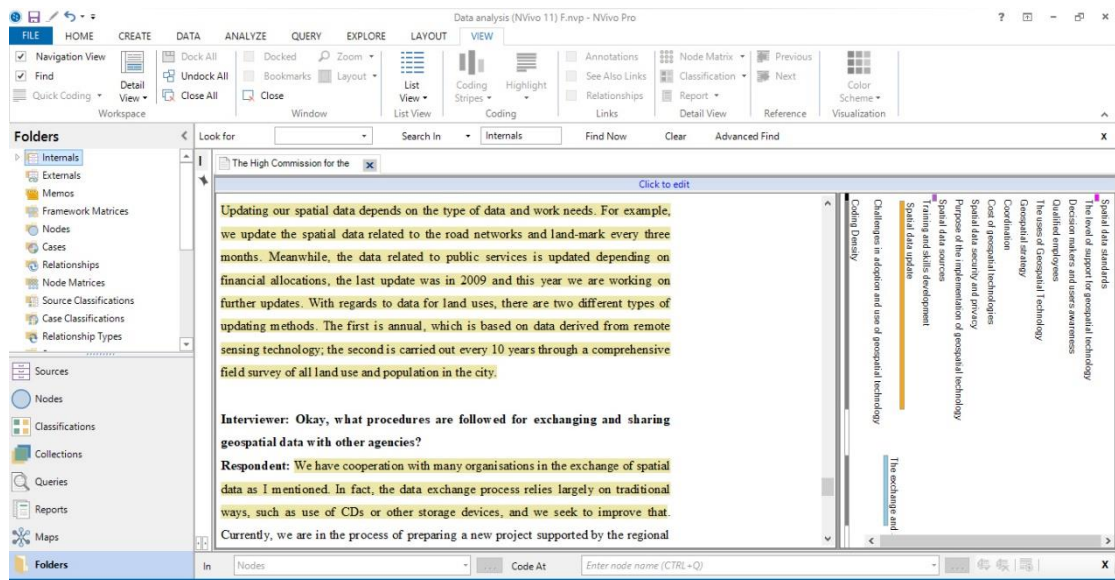 Data analysis (NVivo 11) F.nvp - NVivo Pro
FILE HOME CREATE DATA ANALYZE QUERY EXPLORE LAYOUT VIEW
Navigation View
Find
Quick Coding
Detail View
Workspace
Dock All
Undock All
Close All
Docked
Bookmarks
Close
Zoom
Layout
Window
List View
List View
Coding Stripes
Highlight
Coding
Annotations
See Also Links
Relationships
Links
Node Matrix
Classification
Report
Detail View
Previous
Next
Reference
Color Scheme
Visualization
Folders
Look for Search In Internals Find Now Clear Advanced Find X
Internals
Externals
Memos
Framework Matrices
Nodes
Cases
Relationships
Node Matrices
Source Classifications
Case Classifications
Relationship Types
Sources
Nodes
Classifications
Collections
Queries
Reports
Maps
Folders
The High Commission for the
Click to edit
Updating our spatial data depends on the type of data and work needs. For example,
we update the spatial data related to the road networks and land-mark every three
months. Meanwhile, the data related to public services is updated depending on
financial allocations, the last update was in 2009 and this year we are working on
further updates. With regards to data for land uses, there are two different types of
updating methods. The first is annual, which is based on data derived from remote
sensing technology; the second is carried out every 10 years through a comprehensive
field survey of all land use and population in the city.
Interviewer: Okay, what procedures are followed for exchanging and sharing
geospatial data with other agencies?
Respondent: We have cooperation with many organisations in the exchange of spatial
data as I mentioned. In fact, the data exchange process relies largely on traditional
ways, such as use of CDs or other storage devices, and we seek to improve that.
Currently, we are in the process of preparing a new project supported by the regional
Spatial data standards
The level of support for geospatial technology
Decision makers and users awareness
Qualified employees
The uses of Geospatial Technology
Geospatial strategy
Coordination
Cost of geospatial technologies
Spatial data security and privacy
Purpose of the implementation of geospatial technology
Spatial data sources
Training and skills development
Spatial data update
The exchange and
Challenges in adoption and use of geospatial technology
Coding Density
In Nodes ... Code At Enter node name (CTRL+Q) ... X